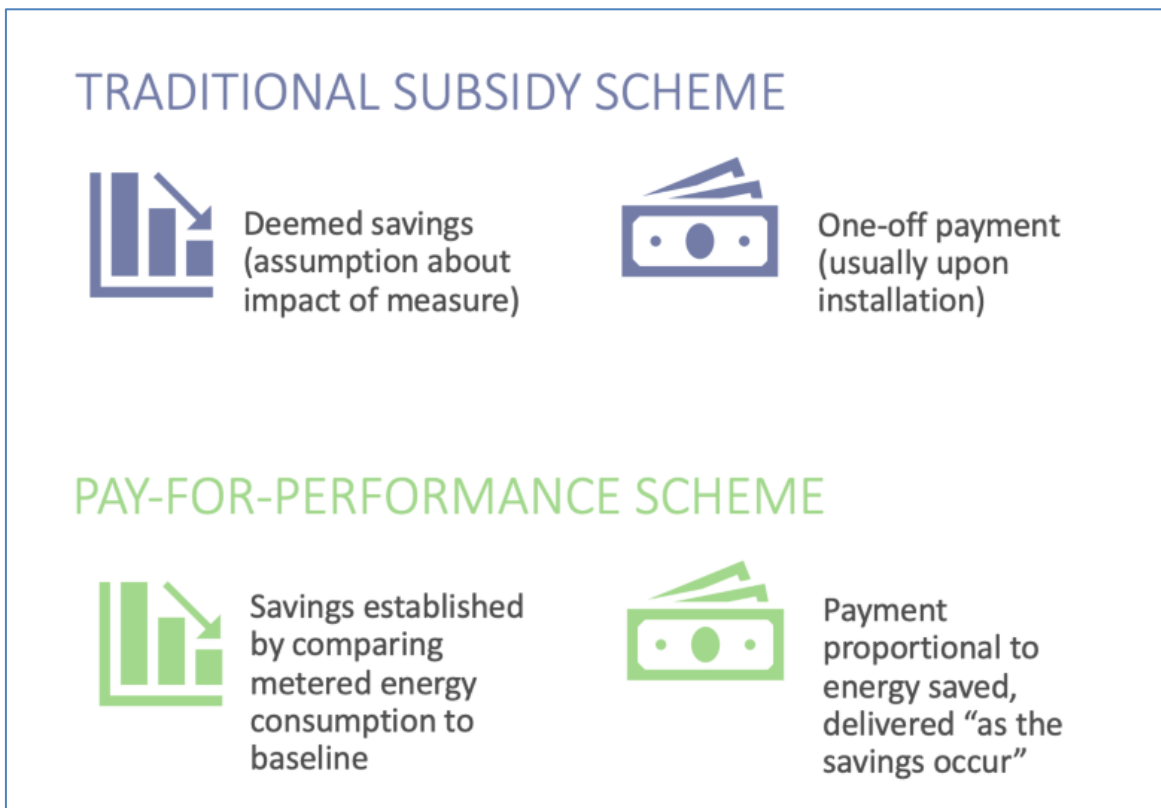 TRADITIONAL SUBSIDY SCHEME
Deemed savings
(assumption about
impact of measure)
One-off payment
(usually upon
installation)
PAY-FOR-PERFORMANCE SCHEME
Savings established
by comparing
metered energy
consumption to
baseline
Payment
proportional to
energy saved,
delivered “as the
savings occur”